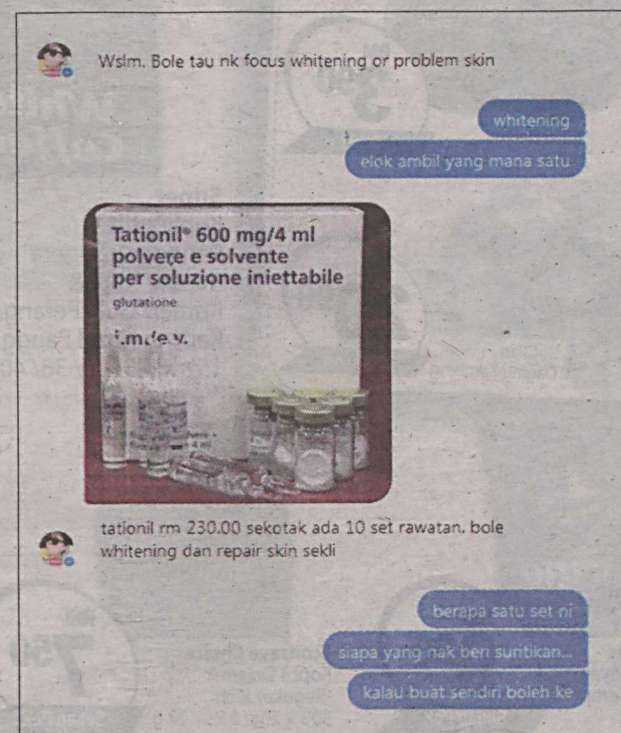 Wslm. Bole tau nk focus whitening or problem skin
whitening
elok ambil yang mana satu
Tationil® 600 mg/4 ml
polvere e solvente
per soluzione iniettabile
glutatione
i.m. e v.
4 ml
tationil rm 230.00 sekotak ada 10 set rawatan. bole
whitening dan repair skin sekli
berapa satu set ni
siapa yang nak beri suntikan...
kalau buat sendiri boleh ke